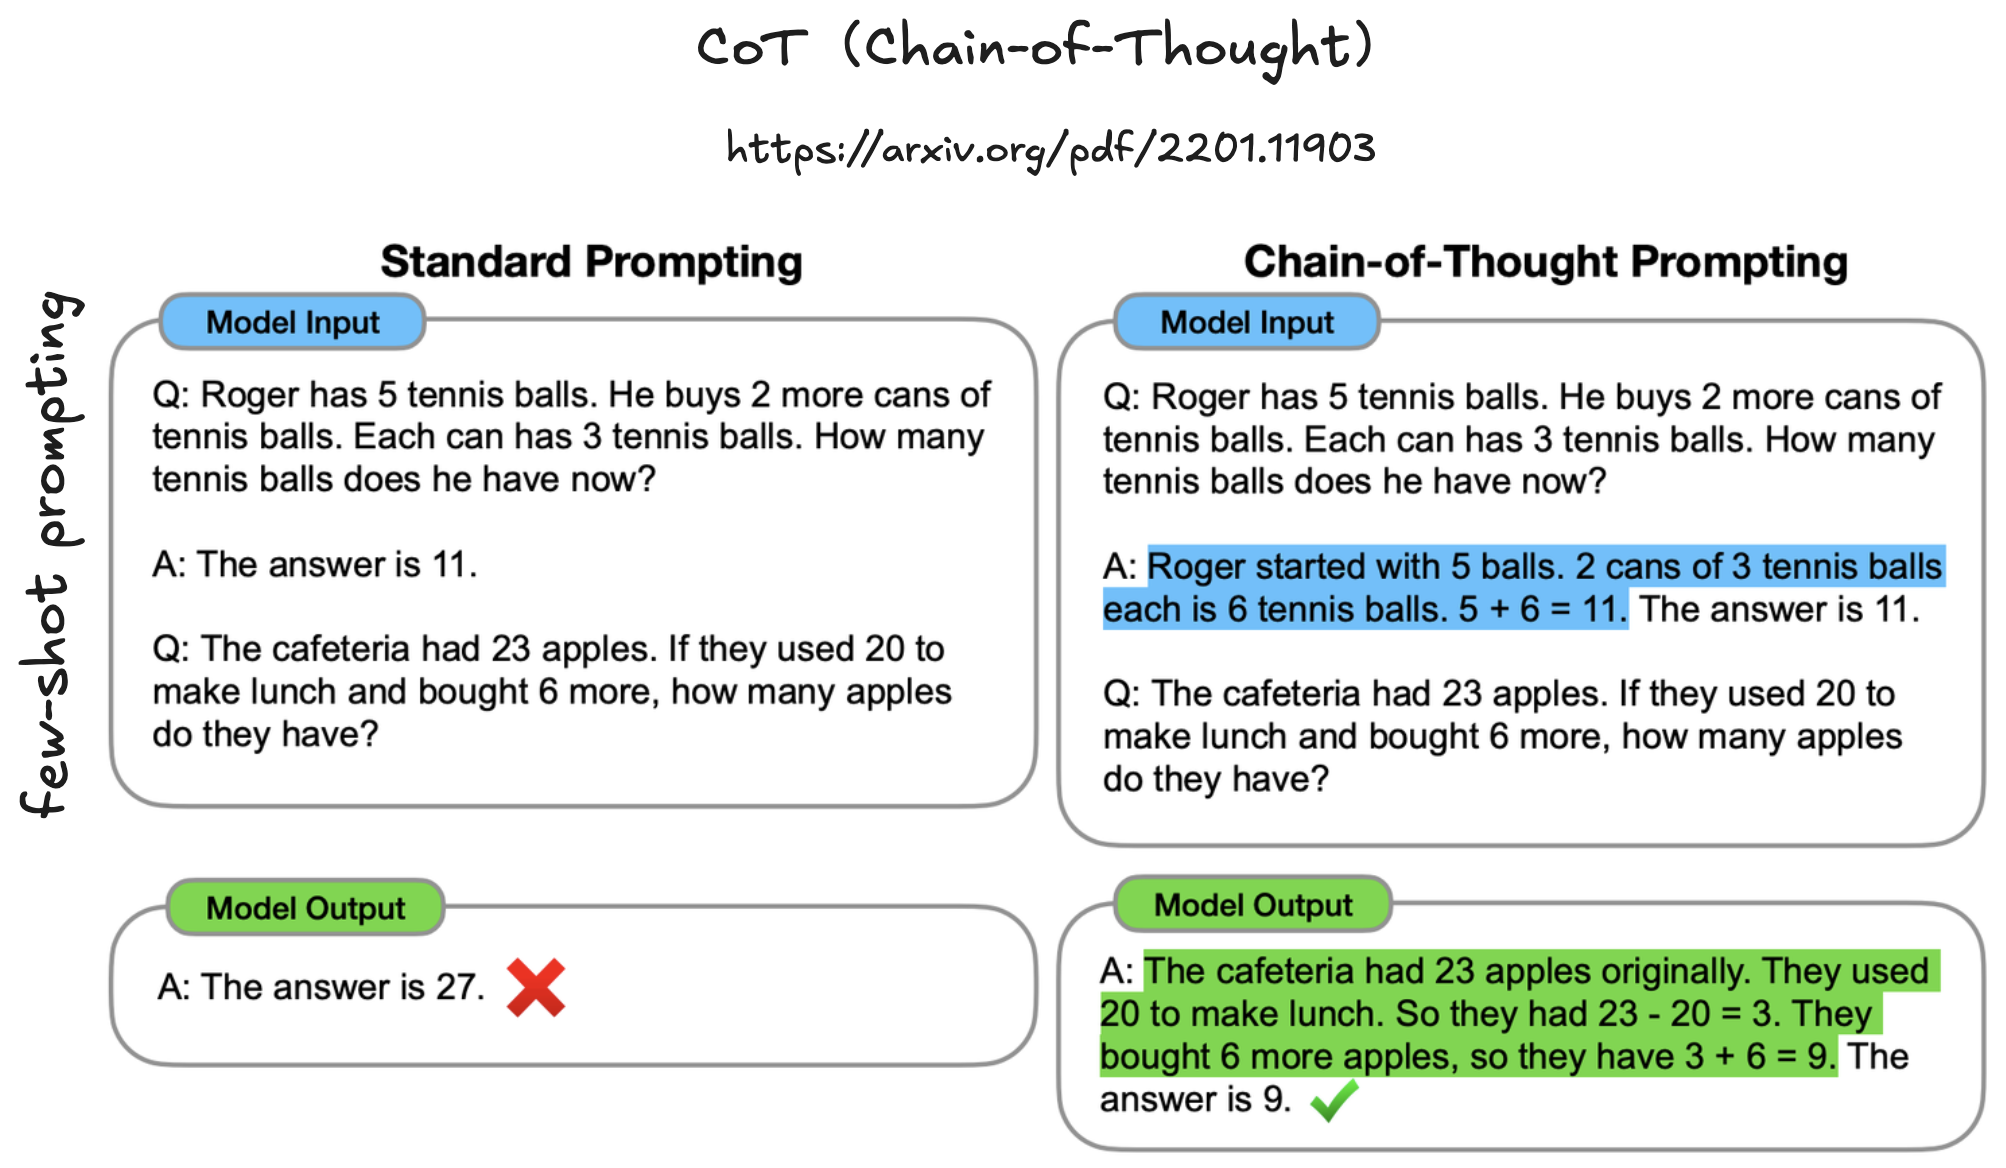 CoT (Chain-of-Thought)
https://arxiv.org/pdf/2201.11903
few-shot prompting
Standard Prompting
Model Input
Q: Roger has 5 tennis balls. He buys 2 more cans of
tennis balls. Each can has 3 tennis balls. How many
tennis balls does he have now?
A: The answer is 11.
Q: The cafeteria had 23 apples. If they used 20 to
make lunch and bought 6 more, how many apples
do they have?
Model Output
A: The answer is 27.
Chain-of-Thought Prompting
Model Input
Q: Roger has 5 tennis balls. He buys 2 more cans of
tennis balls. Each can has 3 tennis balls. How many
tennis balls does he have now?
A: Roger started with 5 balls. 2 cans of 3 tennis balls
each is 6 tennis balls. 5 + 6 = 11. The answer is 11.
Q: The cafeteria had 23 apples. If they used 20 to
make lunch and bought 6 more, how many apples
do they have?
Model Output
A: The cafeteria had 23 apples originally. They used
20 to make lunch. So they had 23 - 20 = 3. They
bought 6 more apples, so they have 3 + 6 = 9. The
answer is 9.